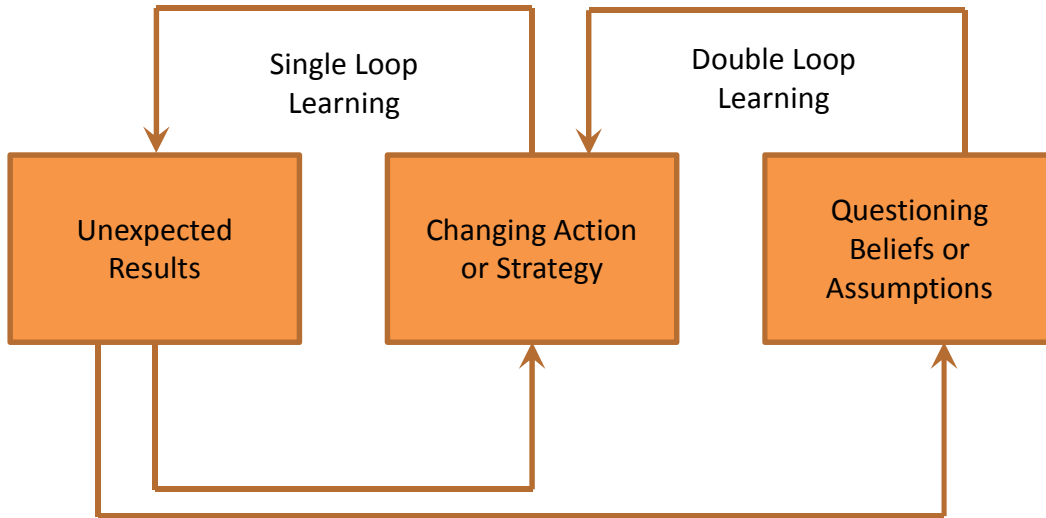 Single Loop
Learning
Double Loop
Learning
Unexpected
Results
Changing Action
or Strategy
Questioning
Beliefs or
Assumptions